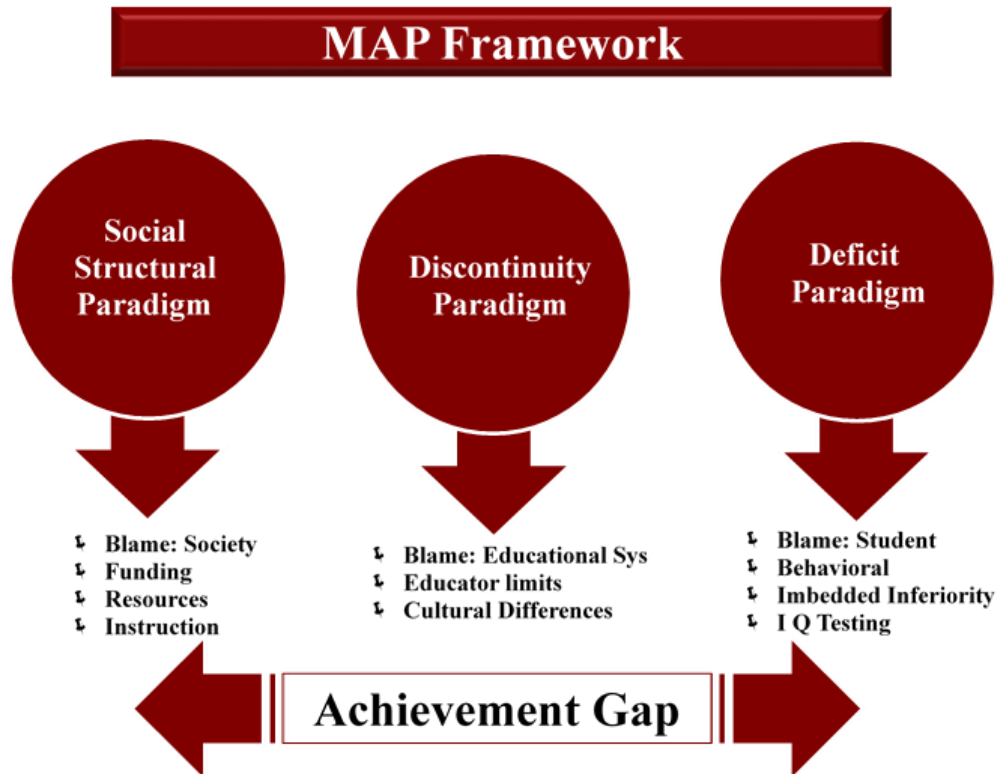 MAP Framework
Social
Structural
Paradigm
Discontinuity
Paradigm
Deficit
Paradigm
Blame: Society
Funding
Resources
Instruction
Blame: Educational Sys
Educator limits
Cultural Differences
Blame: Student
Behavioral
Imbedded Inferiority
I Q Testing
Achievement Gap